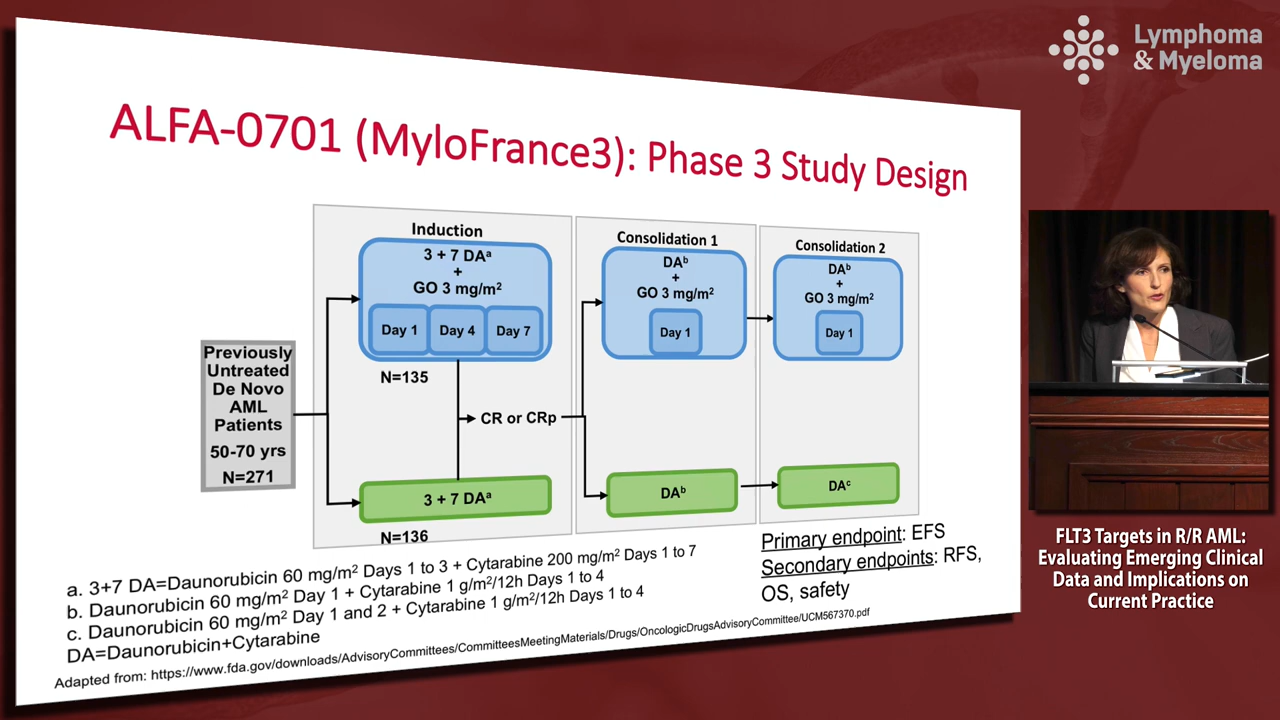 Lymphoma
& Myeloma
ALFA-0701 (MyloFrance3): Phase 3 Study Design
Induction
3 + 7 DAᵃ
+
GO 3 mg/m²
Day 1
Day 4
Day 7
N=135
Consolidation 1
DAᵇ
+
GO 3 mg/m²
Day 1
Consolidation 2
DAᵇ
+
GO 3 mg/m²
Day 1
Previously
Untreated
De Novo
AML
Patients
50-70 yrs
N=271
CR or CRp
3 + 7 DAᵃ
N=136
DAᵇ
DAᶜ
Primary endpoint: EFS
Secondary endpoints: RFS,
OS, safety
a. 3+7 DA=Daunorubicin 60 mg/m² Days 1 to 3 + Cytarabine 200 mg/m² Days 1 to 7
b. Daunorubicin 60 mg/m² Day 1 + Cytarabine 1 g/m²/12h Days 1 to 4
c. Daunorubicin 60 mg/m² Day 1 and 2 + Cytarabine 1 g/m²/12h Days 1 to 4
DA=Daunorubicin+Cytarabine
Adapted from: https://www.fda.gov/downloads/AdvisoryCommittees/CommitteesMeetingMaterials/Drugs/OncologicDrugsAdvisoryCommittee/UCM567370.pdf
FLT3 Targets in R/R AML:
Evaluating Emerging Clinical
Data and Implications on
Current Practice